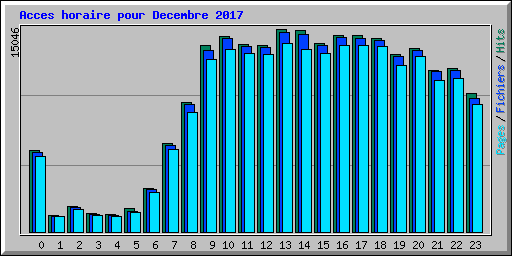 Acces horaire pour Decembre 2017
15046
Pages / Fichiers / Hits
0 1 2 3 4 5 6 7 8 9 10 11 12 13 14 15 16 17 18 19 20 21 22 23